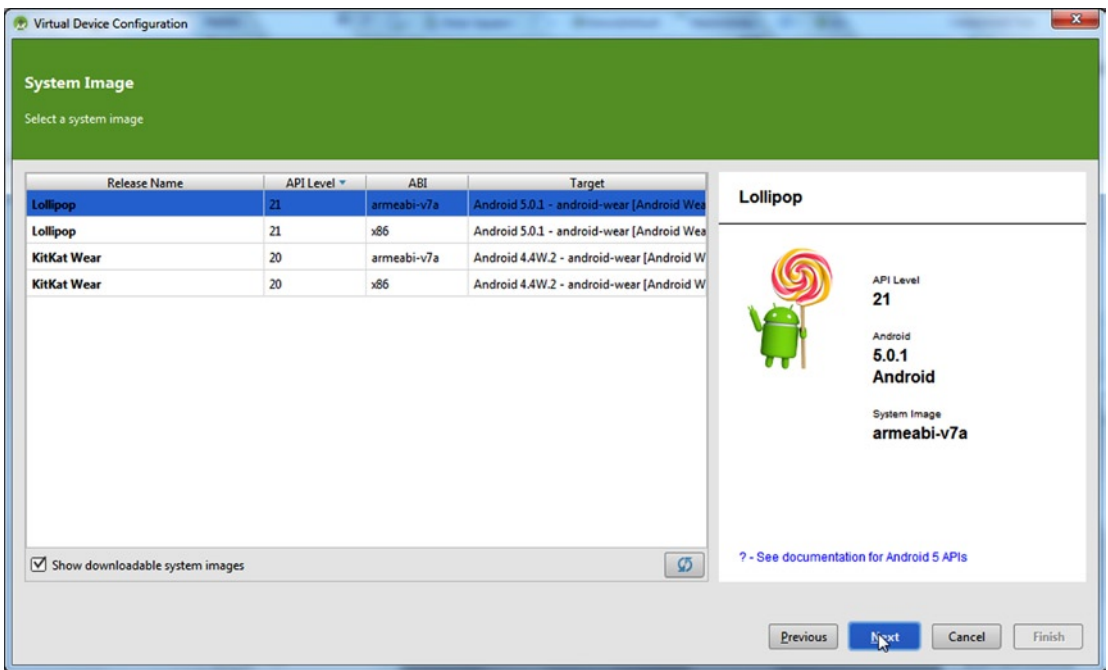 Virtual Device Configuration
System Image
Select a system image
Release Name API Level ABI Target
Lollipop 21 armeabi-v7a Android 5.0.1 - android-wear [Android Wea
Lollipop 21 x86 Android 5.0.1 - android-wear [Android Wea
KitKat Wear 20 armeabi-v7a Android 4.4W.2 - android-wear [Android W
KitKat Wear 20 x86 Android 4.4W.2 - android-wear [Android W
Show downloadable system images
Lollipop
API Level
21
Android
5.0.1
Android
System Image
armeabi-v7a
? - See documentation for Android 5 APIs
Previous Next Cancel Finish